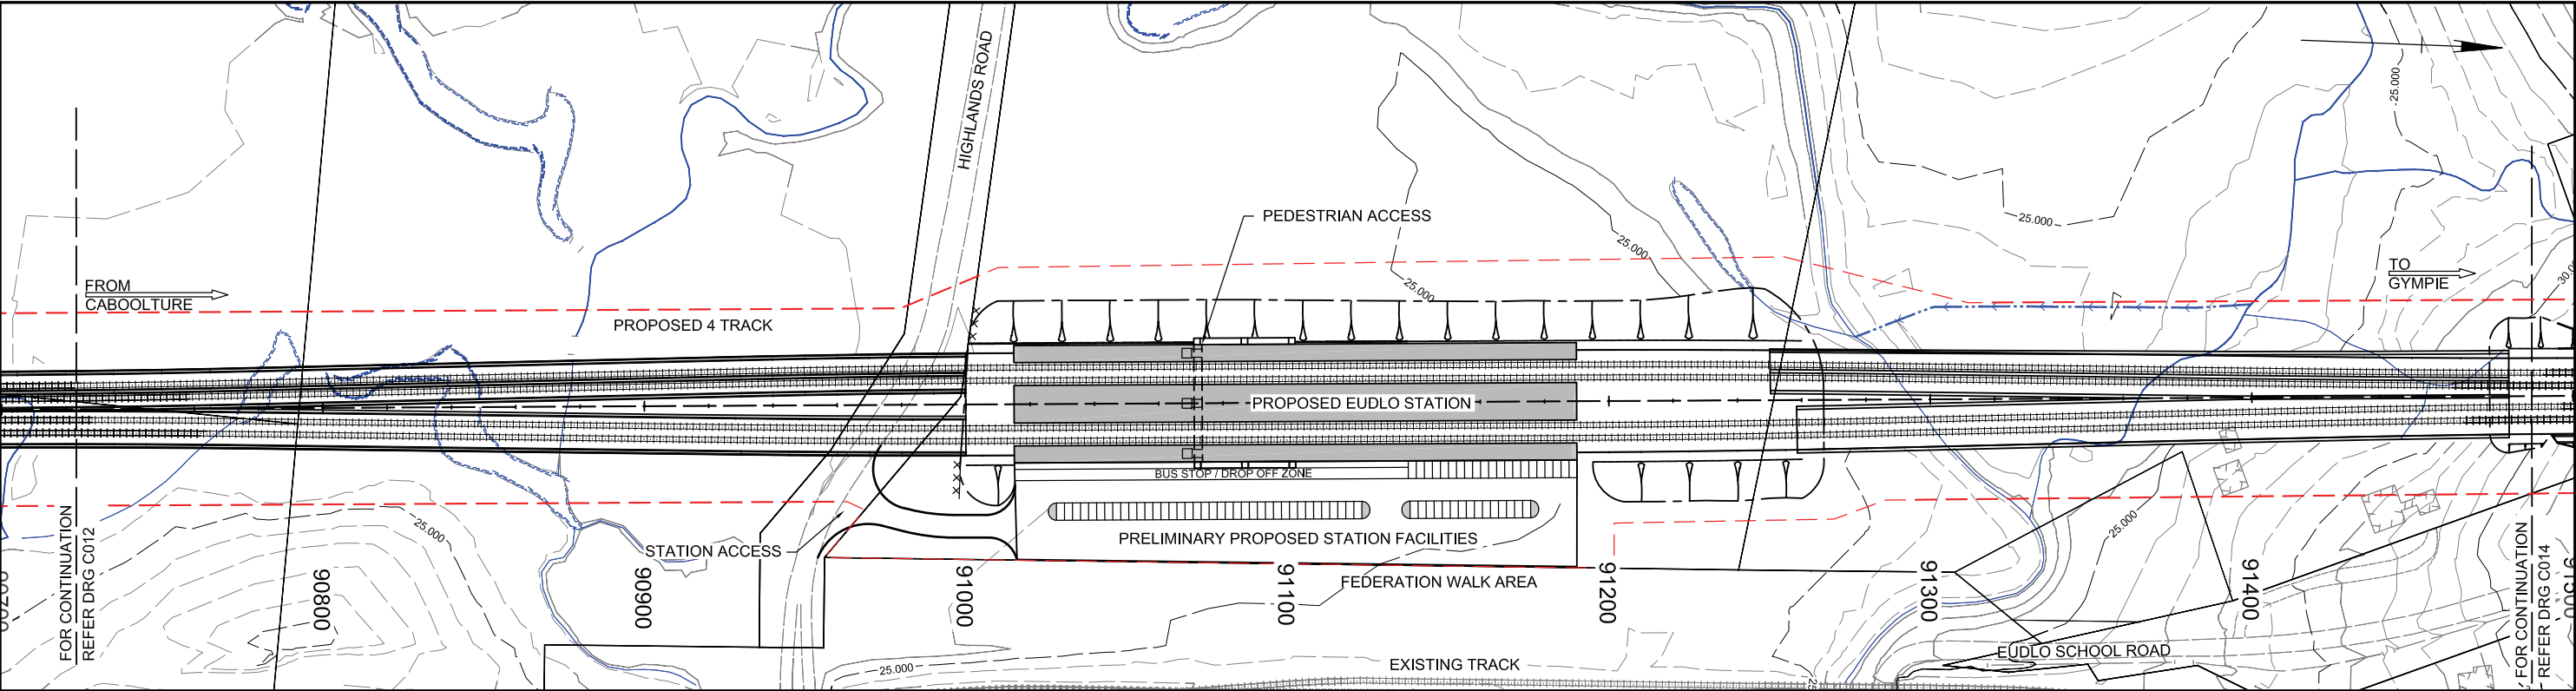 HIGHLANDS ROAD
25.000
PEDESTRIAN ACCESS
25.000
25.000
25.000
FROM
CABOOLTURE
TO
GYMPIE
PROPOSED 4 TRACK
PROPOSED EUDLO STATION
BUS STOP / DROP OFF ZONE
25.000
25.000
STATION ACCESS
PRELIMINARY PROPOSED STATION FACILITIES
FEDERATION WALK AREA
FOR CONTINUATION
REFER DRG C012
90800
90900
91000
91100
91200
91300
91400
FOR CONTINUATION
REFER DRG C014
EUDLO SCHOOL ROAD
25.000
EXISTING TRACK